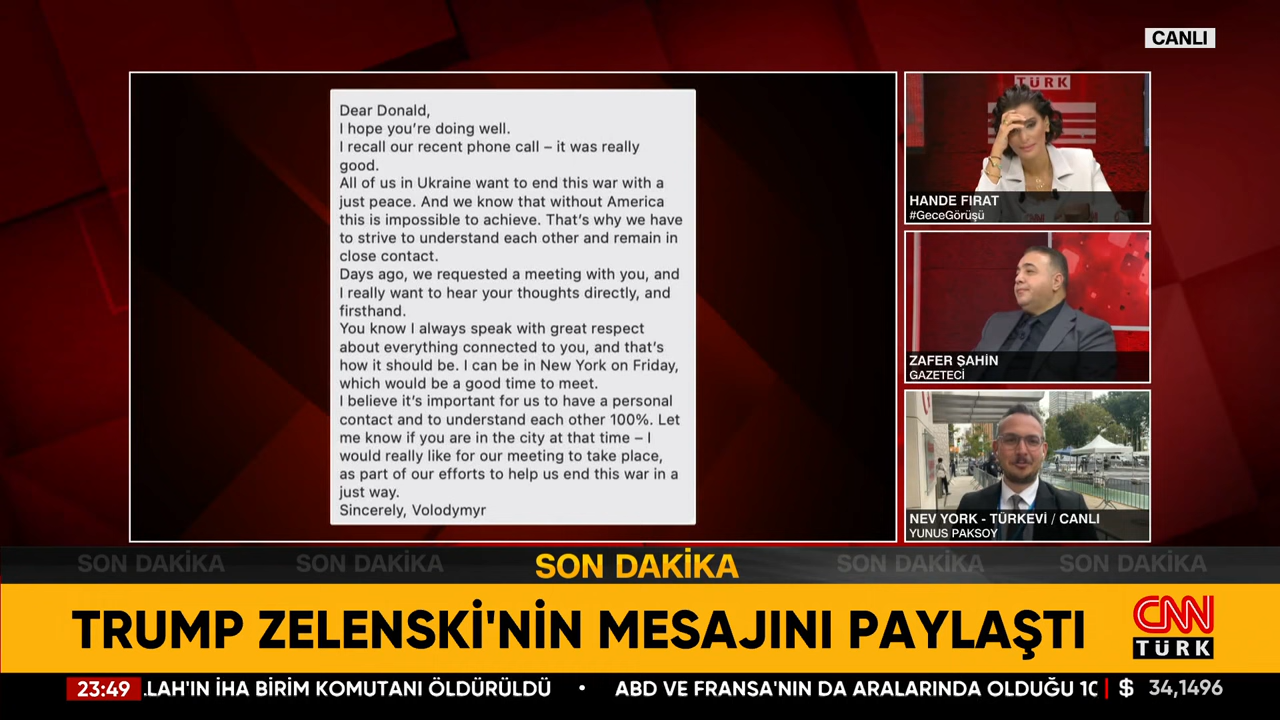 CANLI
Dear Donald,
I hope you're doing well.
I recall our recent phone call – it was really
good.
All of us in Ukraine want to end this war with a
just peace. And we know that without America
this is impossible to achieve. That's why we have
to strive to understand each other and remain in
close contact.
Days ago, we requested a meeting with you, and
I really want to hear your thoughts directly, and
firsthand.
You know I always speak with great respect
about everything connected to you, and that's
how it should be. I can be in New York on Friday,
which would be a good time to meet.
I believe it's important for us to have a personal
contact and to understand each other 100%. Let
me know if you are in the city at that time – I
would really like for our meeting to take place,
as part of our efforts to help us end this war in a
just way.
Sincerely, Volodymyr
TÜRK
HANDE FIRAT
#GeceGörüşü
ZAFER ŞAHİN
GAZETECİ
NEV YORK - TÜRKEVİ / CANLI
YUNUS PAKSOY
SON DAKİKA SON DAKİKA SON DAKİKA SON DAKİKA SON DAKİKA
TRUMP ZELENSKİ'NİN MESAJINI PAYLAŞTI
CNN
TÜRK
23:49 .LAH'IN İHA BİRİM KOMUTANI ÖLDÜRÜLDÜ • ABD VE FRANSA'NIN DA ARALARINDA OLDUĞU 10 $ 34,1496